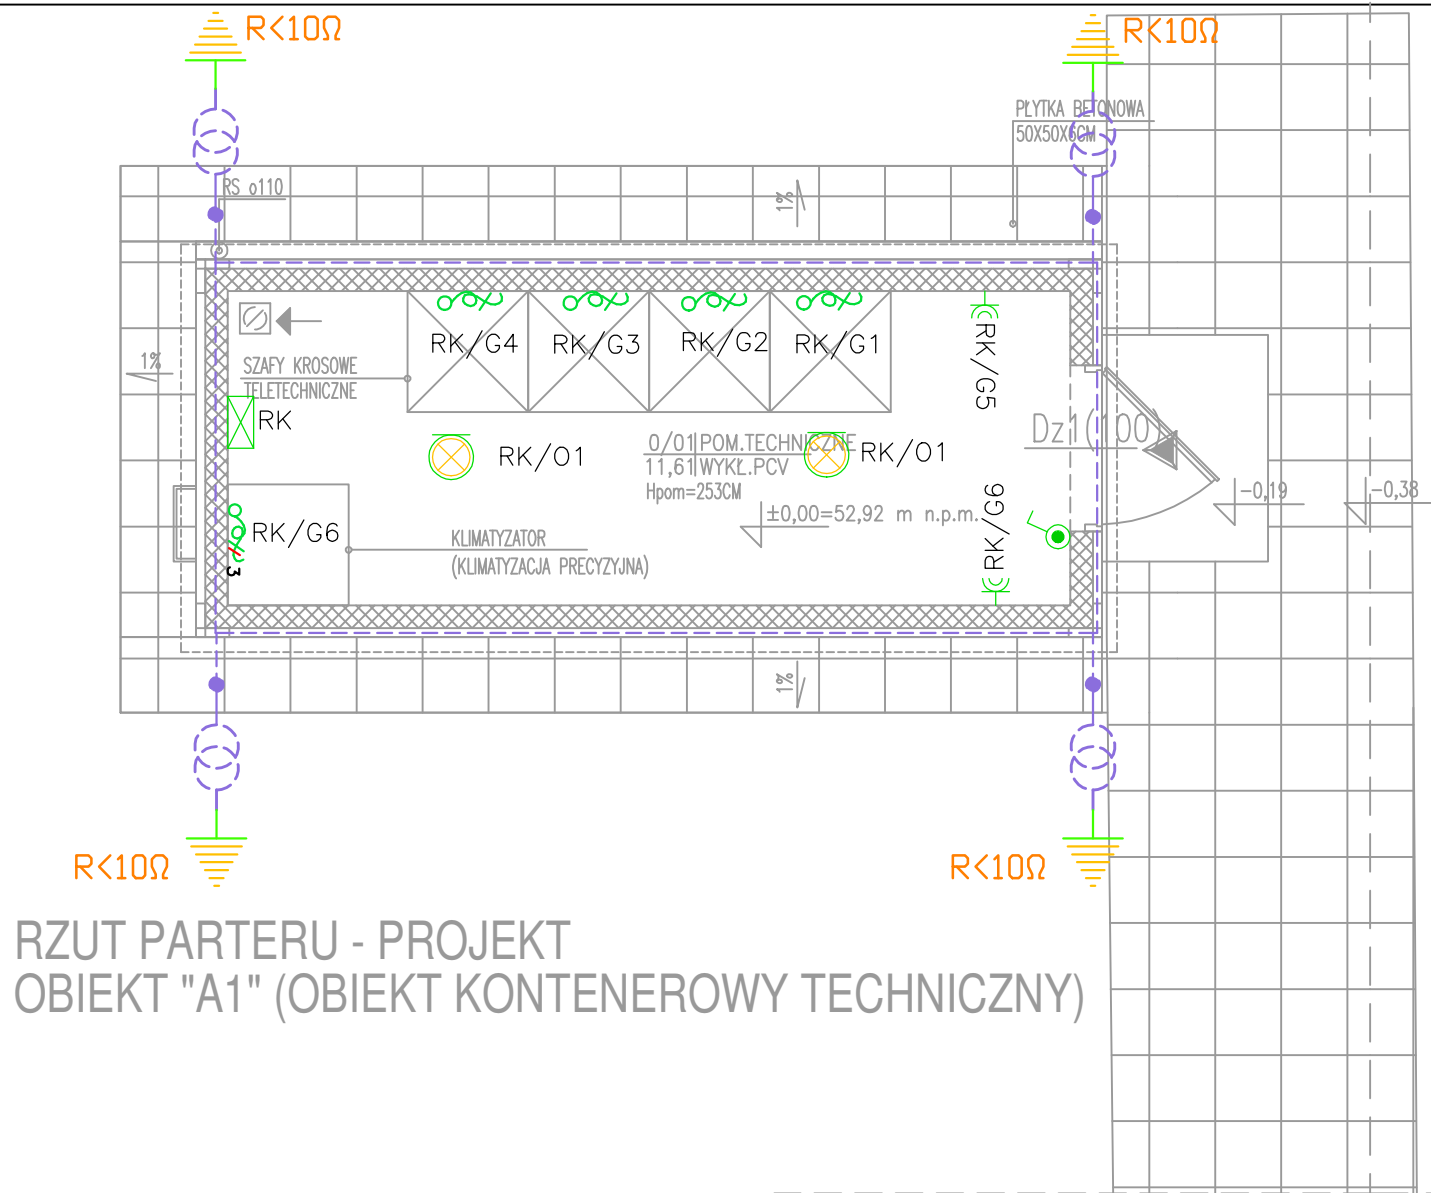 R<10Ω
R<10Ω
PŁYTKA BETONOWA
50X50X6CM
RS o110
1%
1%
RK/G4
RK/G3
RK/G2
RK/G1
RK/G5
SZAFY KROSOWE
TELETECHNICZNE
RK
RK/O1
0/01 POM.TECHNICZNE
11,61 WYKŁ.PCV
Hpom=253CM
RK/O1
Dz1(100)
±0,00=52,92 m n.p.m.
RK/G6
-0,19
-0,38
RK/G6
3
KLIMATYZATOR
(KLIMATYZACJA PRECYZYJNA)
1%
R<10Ω
R<10Ω
RZUT PARTERU - PROJEKT
OBIEKT "A1" (OBIEKT KONTENEROWY TECHNICZNY)